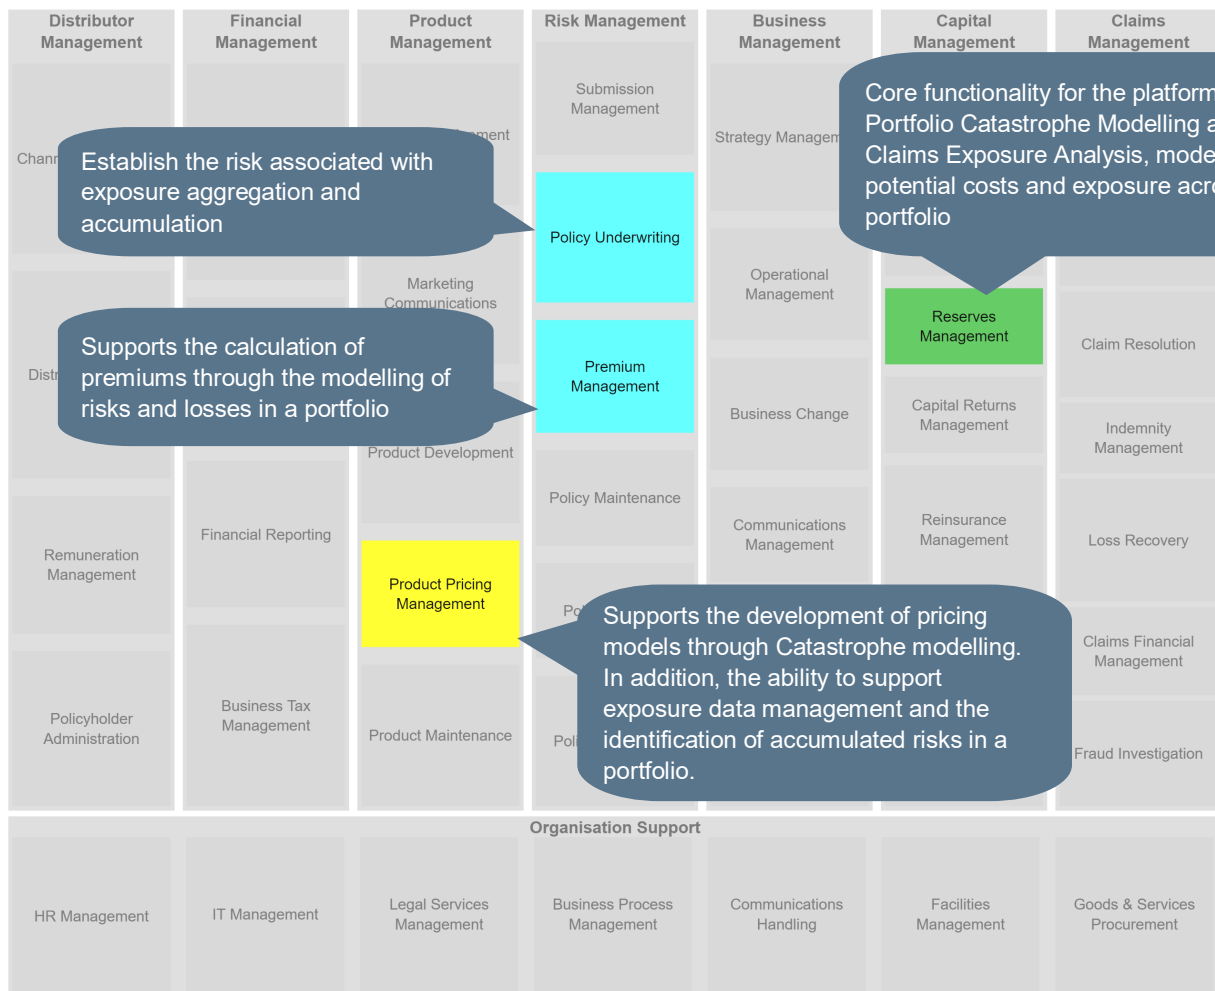 Distributor
Management
Financial
Management
Product
Management
Risk Management
Business
Management
Capital
Management
Claims
Management
Submission
Management
Strategy
Core functionality for the platform
Portfolio Catastrophe Modelling
Claims Exposure Analysis,
potential costs and exposure
portfolio
Establish the risk associated with
exposure aggregation and
accumulation
Policy Underwriting
Marketing
Communications
Operational
Management
Reserves
Management
Claim Resolution
Supports the calculation of
premiums through the modelling of
risks and losses in a portfolio
Premium
Management
Business Change
Capital Returns
Management
Indemnity
Management
Product Development
Policy Maintenance
Financial Reporting
Communications
Management
Reinsurance
Management
Loss Recovery
Remuneration
Management
Product Pricing
Management
Supports the development of pricing
models through Catastrophe modelling.
In addition, the ability to support
exposure data management and the
identification of accumulated risks in a
portfolio.
Claims Financial
Management
Policyholder
Administration
Business Tax
Management
Product Maintenance
Fraud Investigation
Organisation Support
HR Management
IT Management
Legal Services
Management
Business Process
Management
Communications
Handling
Facilities
Management
Goods & Services
Procurement